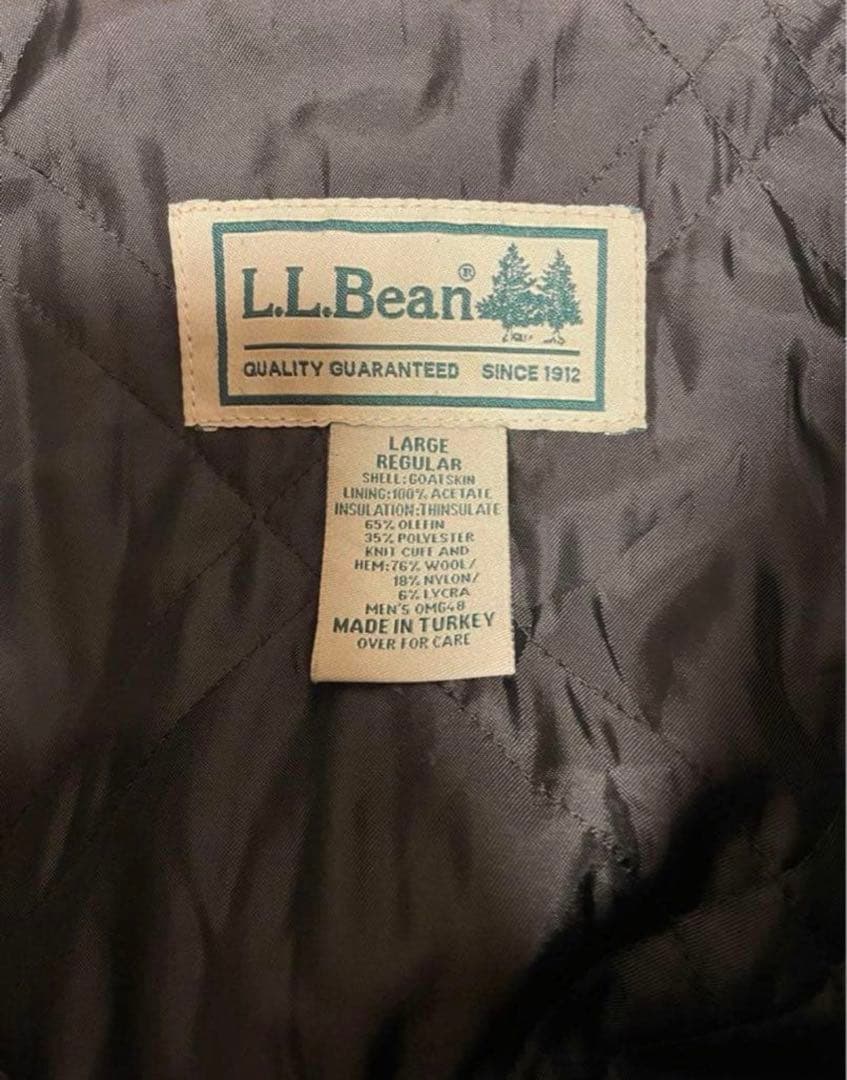 L.L.Bean®
QUALITY GUARANTEED SINCE 1912
LARGE
REGULAR
SHELL:GOATSKIN
LINING:100% ACETATE
INSULATION:THINSULATE
65% OLEFIN
35% POLYESTER
KNIT CUFF AND
HEM:76% WOOL/
18% NYLON/
6% LYCRA
MEN'S OMG48
MADE IN TURKEY
OVER FOR CARE